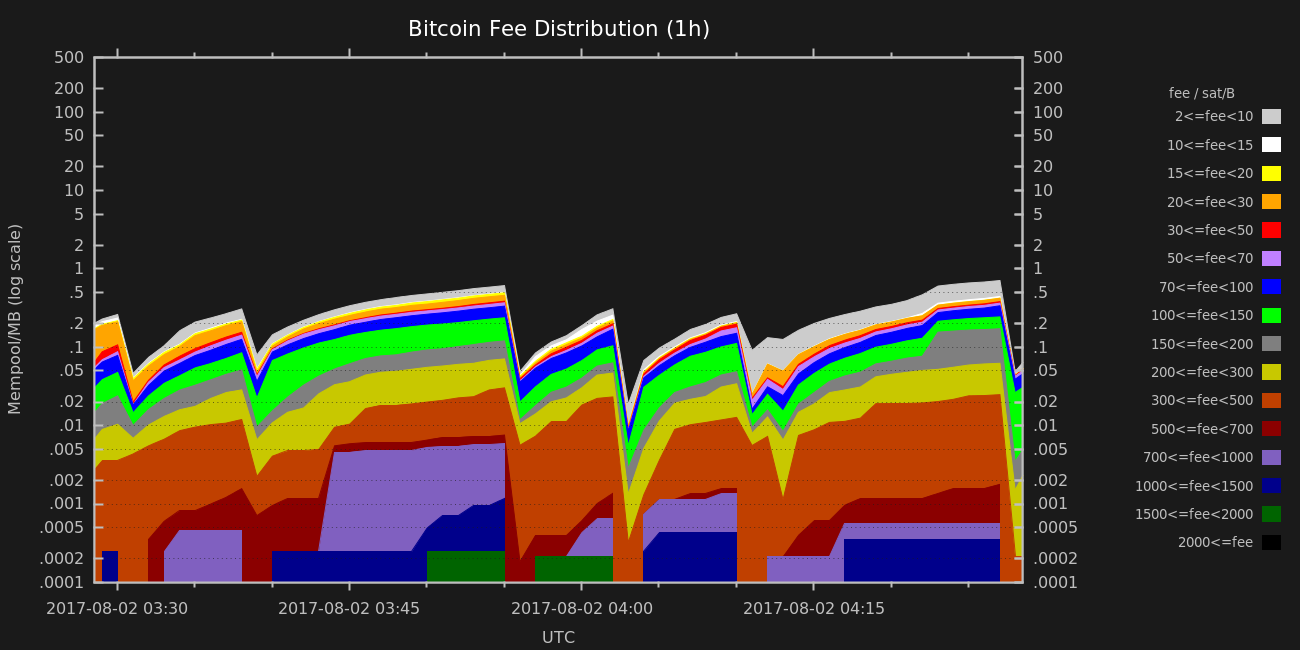 Bitcoin Fee Distribution (1h)
500 500
200 200
100 100
50 50
20 20
10 10
5 5
2 2
1 1
.5 .5
.2 .2
.1 .1
.05 .05
.02 .02
.01 .01
.005 .005
.002 .002
.001 .001
.0005 .0005
.0002 .0002
.0001 .0001
Mempool/MB (log scale)
2017-08-02 03:30 2017-08-02 03:45 2017-08-02 04:00 2017-08-02 04:15
UTC
fee / sat/B
2<=fee<10
10<=fee<15
15<=fee<20
20<=fee<30
30<=fee<50
50<=fee<70
70<=fee<100
100<=fee<150
150<=fee<200
200<=fee<300
300<=fee<500
500<=fee<700
700<=fee<1000
1000<=fee<1500
1500<=fee<2000
2000<=fee